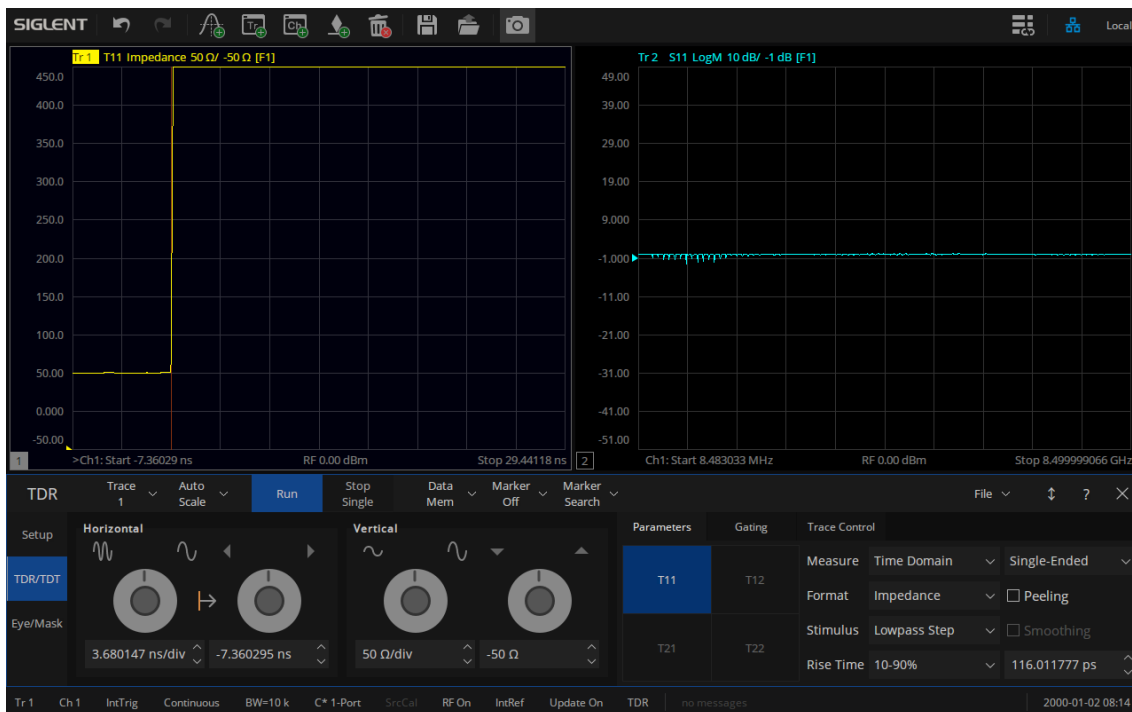 SIGLENT Tr Ch Local
Tr 1 T11 Impedance 50 Ω/ -50 Ω [F1]
450.0
400.0
350.0
300.0
250.0
200.0
150.0
100.0
50.00
0.000
-50.00
1 >Ch1: Start -7.36029 ns RF 0.00 dBm Stop 29.44118 ns
Tr 2 S11 LogM 10 dB/ -1 dB [F1]
49.00
39.00
29.00
19.00
9.000
-1.000
-11.00
-21.00
-31.00
-41.00
-51.00
2 Ch1: Start 8.483033 MHz RF 0.00 dBm Stop 8.499999066 GHz
TDR Trace 1 Auto Scale Run Stop Single Data Mem Marker Off Marker Search File ?
Setup
TDR/TDT
Eye/Mask
Horizontal
3.680147 ns/div -7.360295 ns
Vertical
50 Ω/div -50 Ω
Parameters Gating Trace Control
T11 T12
T21 T22
Measure Time Domain Single-Ended
Format Impedance Peeling
Stimulus Lowpass Step Smoothing
Rise Time 10-90% 116.011777 ps
Tr 1 Ch 1 IntTrig Continuous BW=10 k C* 1-Port SrcCal RF On IntRef Update On TDR no messages 2000-01-02 08:14